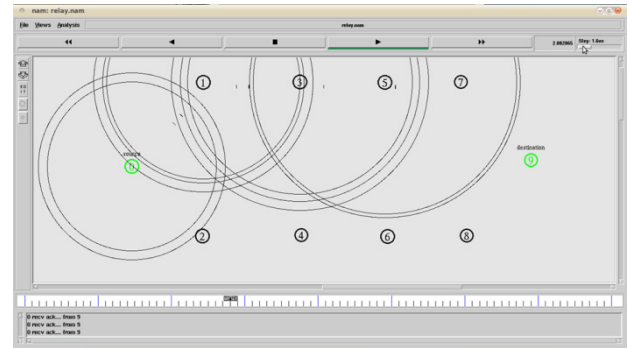 nam: relay.nam
File Views Analysis relay.nam
Step: 1.0ms
1 3 5 7
source
0
destination
9
2 4 6 8
0 recv ack... from 9
0 recv ack... from 9
0 recv ack... from 9